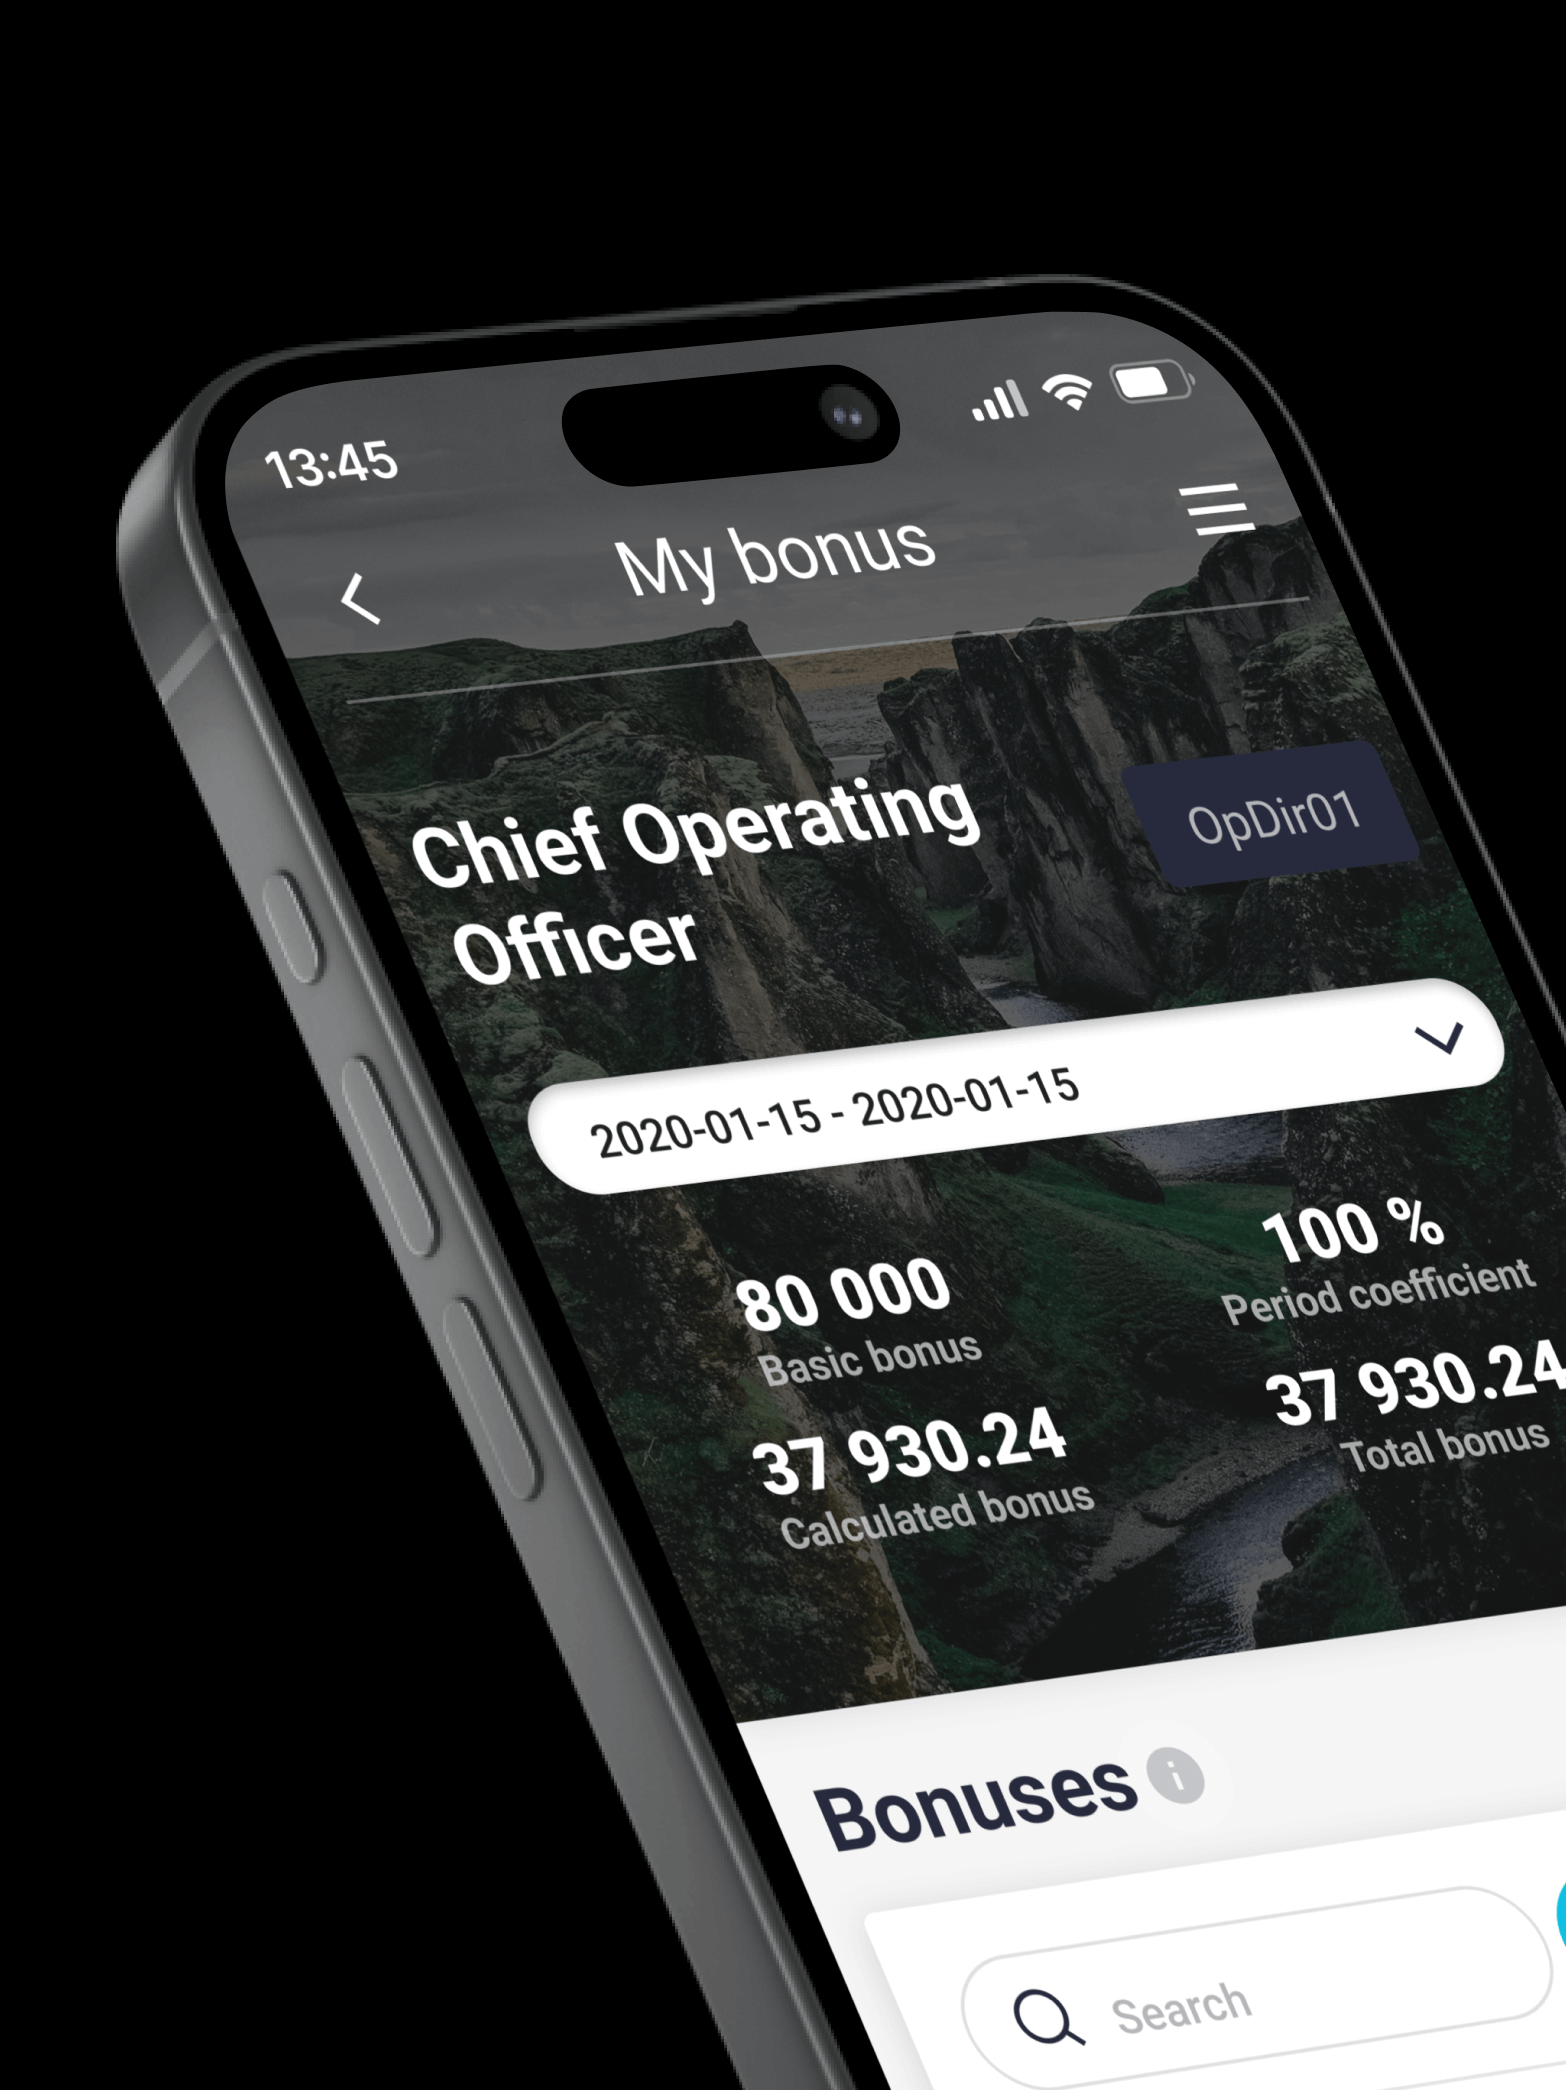 13:45
My bonus
Chief Operating
Officer
OpDir01
2020-01-15 - 2020-01-15
80 000
Basic bonus
100 %
Period coefficient
37 930.24
Calculated bonus
37 930.24
Total bonus
Bonuses
Search